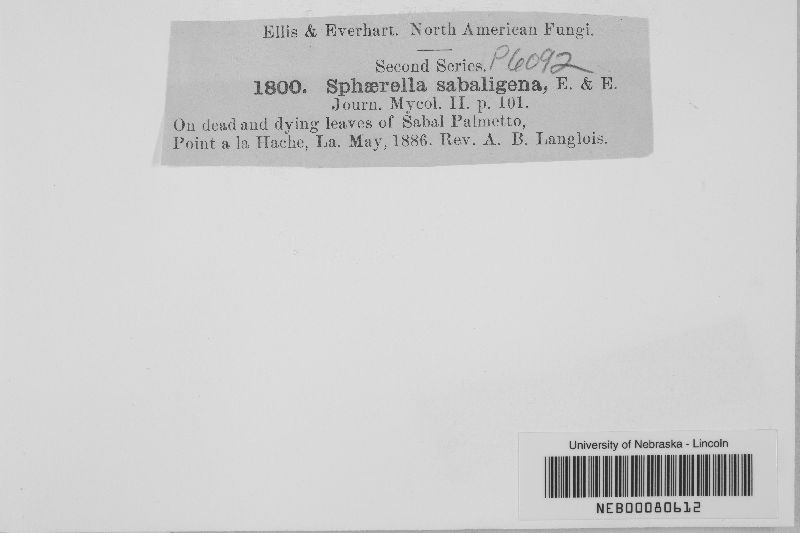 Ellis & Everhart. North American Fungi.
Second Series. P6092
1800. Sphærella sabaligena, E. & E.
Journ. Mycol. II. p. 101.
On dead and dying leaves of Sabal Palmetto,
Point a la Hache, La. May, 1886. Rev. A. B. Langlois.
University of Nebraska - Lincoln
NEB00080612